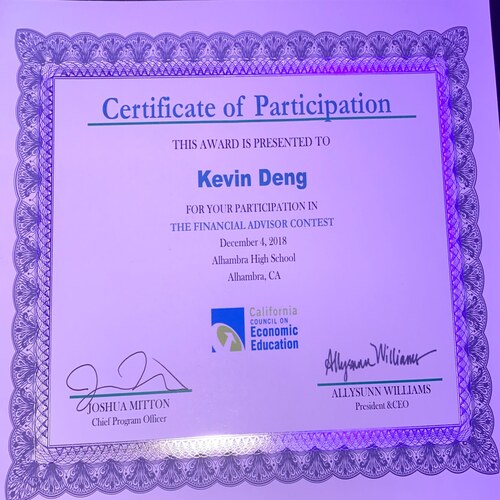 Certificate of Participation
THIS AWARD IS PRESENTED TO
Kevin Deng
FOR YOUR PARTICIPATION IN
THE FINANCIAL ADVISOR CONTEST
December 4, 2018
Alhambra High School
Alhambra, CA
California
COUNCIL ON
Economic
Education
Allysunn Williams
JOSHUA MITTON
Chief Program Officer
ALLYSUNN WILLIAMS
President &CEO